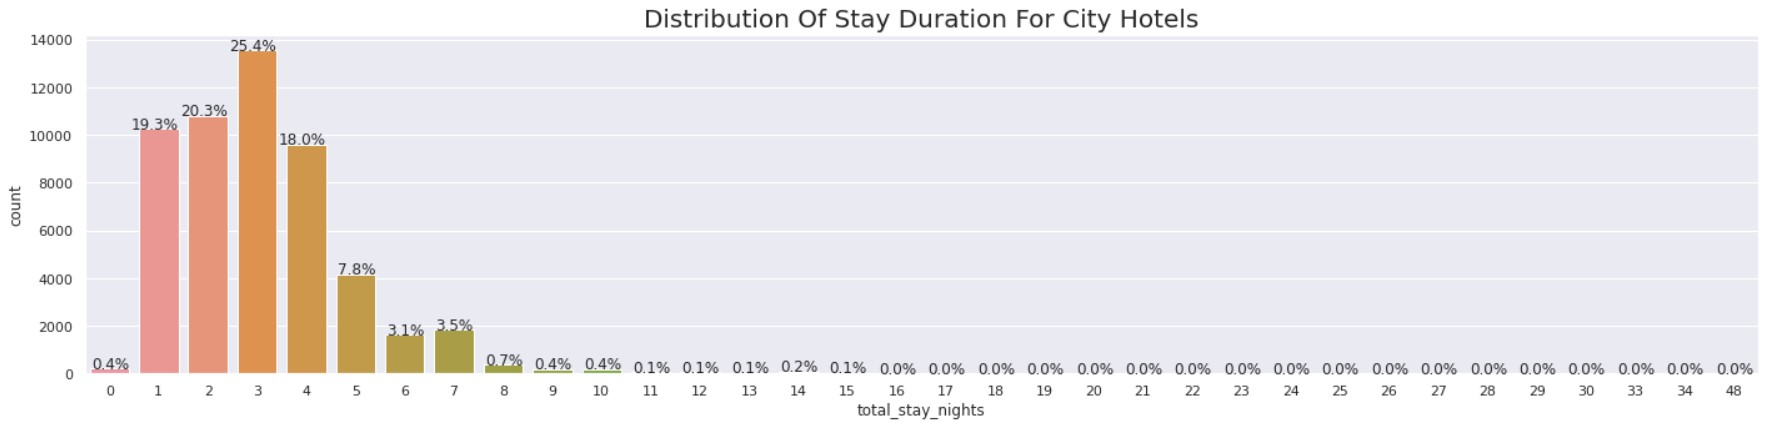 Distribution Of Stay Duration For City Hotels
14000
12000
10000
8000
6000
4000
2000
0
count
0.4% 19.3% 20.3% 25.4% 18.0% 7.8% 3.1% 3.5% 0.7% 0.4% 0.4% 0.1% 0.1% 0.1% 0.2% 0.1% 0.0% 0.0% 0.0% 0.0% 0.0% 0.0% 0.0% 0.0% 0.0% 0.0% 0.0% 0.0% 0.0% 0.0% 0.0% 0.0% 0.0% 0.0%
0 1 2 3 4 5 6 7 8 9 10 11 12 13 14 15 16 17 18 19 20 21 22 23 24 25 26 27 28 29 30 33 34 48
total_stay_nights